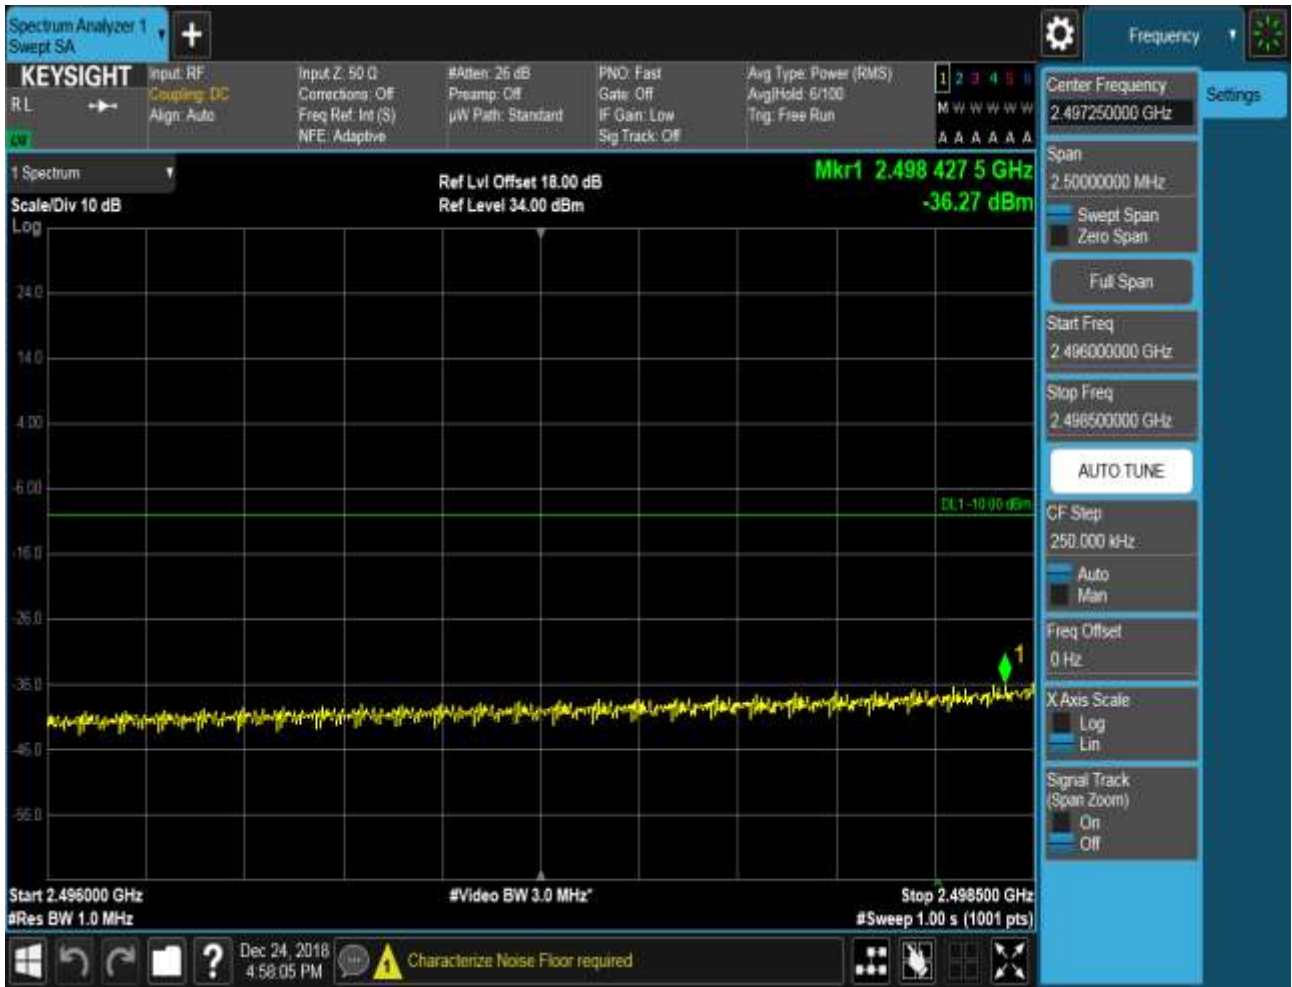 Spectrum Analyzer 1
Swept SA
+
Frequency
KEYSIGHT
RL
Input: RF
Coupling: DC
Align: Auto
Input Z: 50 Ω
Corrections: Off
Freq Ref: Int (S)
NFE: Adaptive
#Atten: 26 dB
Preamp: Off
µW Path: Standard
PNO: Fast
Gate: Off
IF Gain: Low
Sig Track: Off
Avg Type: Power (RMS)
Avg|Hold: 6/100
Trig: Free Run
1 2 3 4 5 6
M W W W W W
A A A A A A
1 Spectrum
Scale/Div 10 dB
Log
Ref Lvl Offset 18.00 dB
Ref Level 34.00 dBm
Mkr1 2.498 427 5 GHz
-36.27 dBm
24.0
14.0
4.00
-6.00
-16.0
-26.0
-36.0
-46.0
-56.0
DL1 -10.00 dBm
1
Start 2.496000 GHz
#Video BW 3.0 MHz*
Stop 2.498500 GHz
#Res BW 1.0 MHz
#Sweep 1.00 s (1001 pts)
Center Frequency
2.497250000 GHz
Settings
Span
2.50000000 MHz
Swept Span
Zero Span
Full Span
Start Freq
2.496000000 GHz
Stop Freq
2.498500000 GHz
AUTO TUNE
CF Step
250.000 kHz
Auto
Man
Freq Offset
0 Hz
X Axis Scale
Log
Lin
Signal Track
(Span Zoom)
On
Off
?
Dec 24, 2018
4:58:05 PM
1
Characterize Noise Floor required